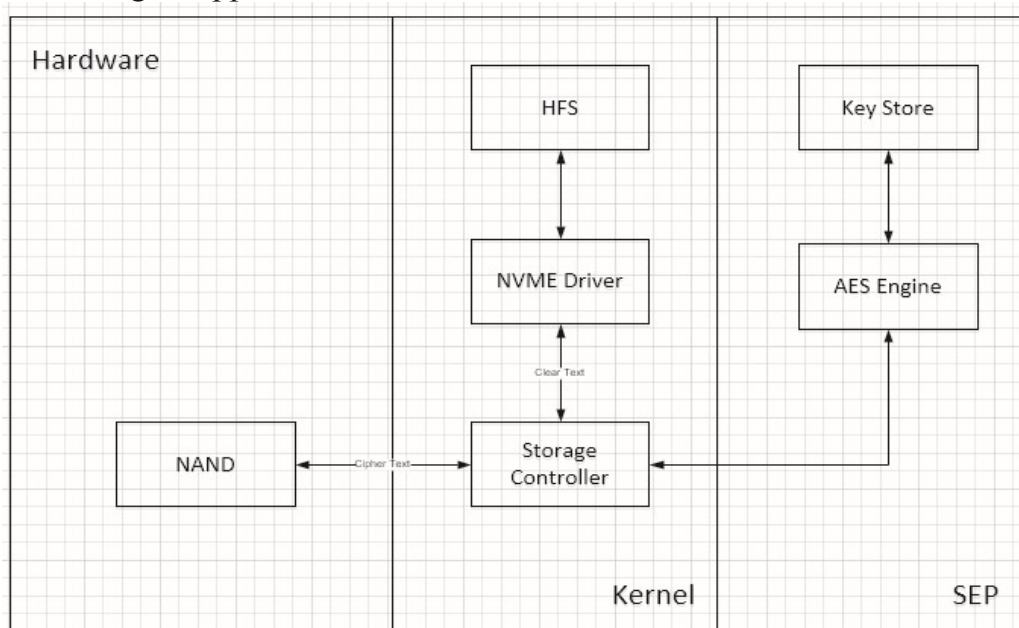 Hardware
HFS
Key Store
NVME Driver
AES Engine
Clear Text
NAND
Cipher Text
Storage
Controller
Kernel
SEP